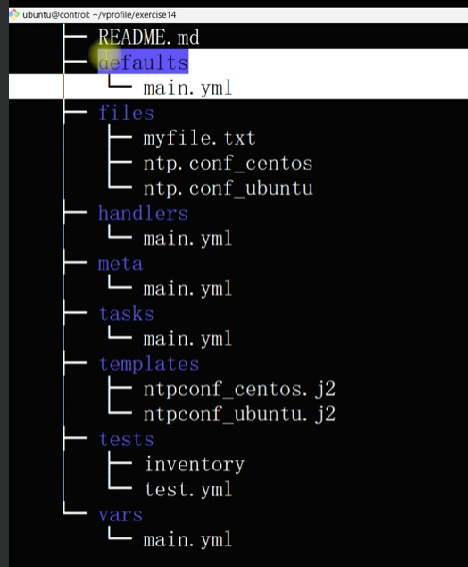 ubuntu@control: ~/vprofile/exercise14
├── README.md
├── defaults
│   └── main.yml
├── files
│   ├── myfile.txt
│   ├── ntp.conf_centos
│   └── ntp.conf_ubuntu
├── handlers
│   └── main.yml
├── meta
│   └── main.yml
├── tasks
│   └── main.yml
├── templates
│   ├── ntpconf_centos.j2
│   └── ntpconf_ubuntu.j2
├── tests
│   ├── inventory
│   └── test.yml
└── vars
    └── main.yml